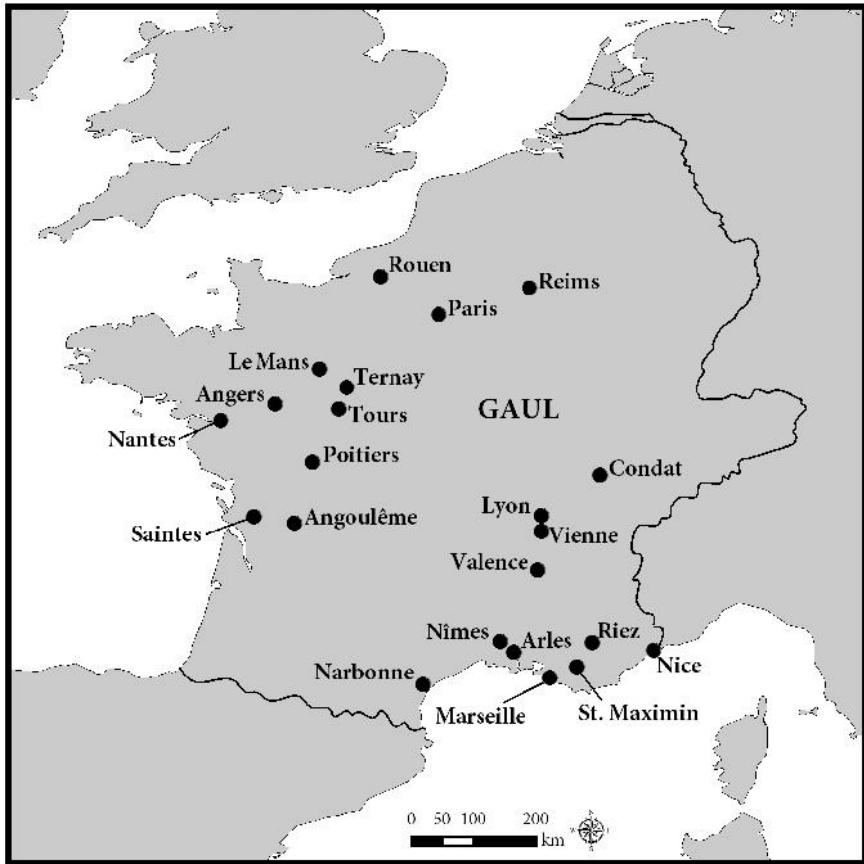 Rouen
Reims
Paris
Le Mans
Ternay
Angers
Tours
GAUL
Nantes
Poitiers
Condat
Lyon
Saintes
Angoulême
Vienne
Valence
Nîmes
Arles
Riez
Narbonne
Nice
Marseille
St. Maximin
0 50 100 200
km